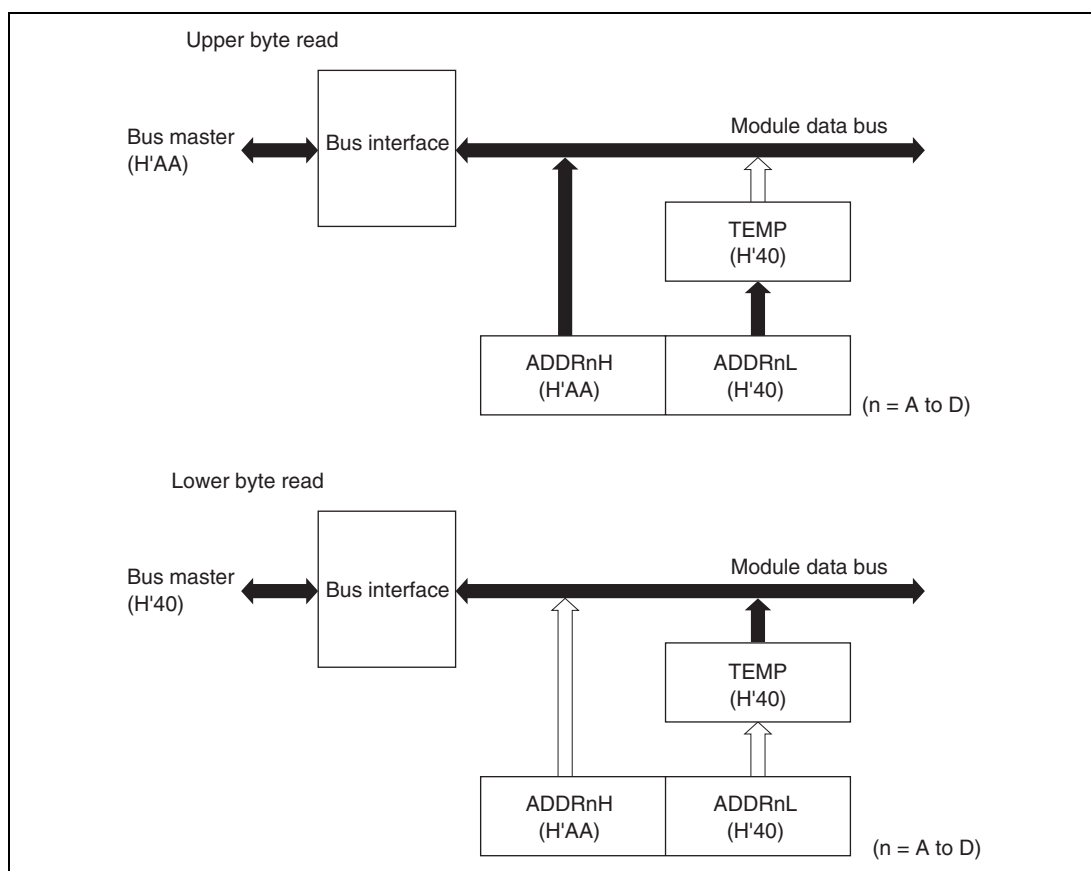 Upper byte read
Bus master
(H'AA)
Bus interface
Module data bus
TEMP
(H'40)
ADDRnH
(H'AA)
ADDRnL
(H'40)
(n = A to D)
Lower byte read
Bus master
(H'40)
Bus interface
Module data bus
TEMP
(H'40)
ADDRnH
(H'AA)
ADDRnL
(H'40)
(n = A to D)